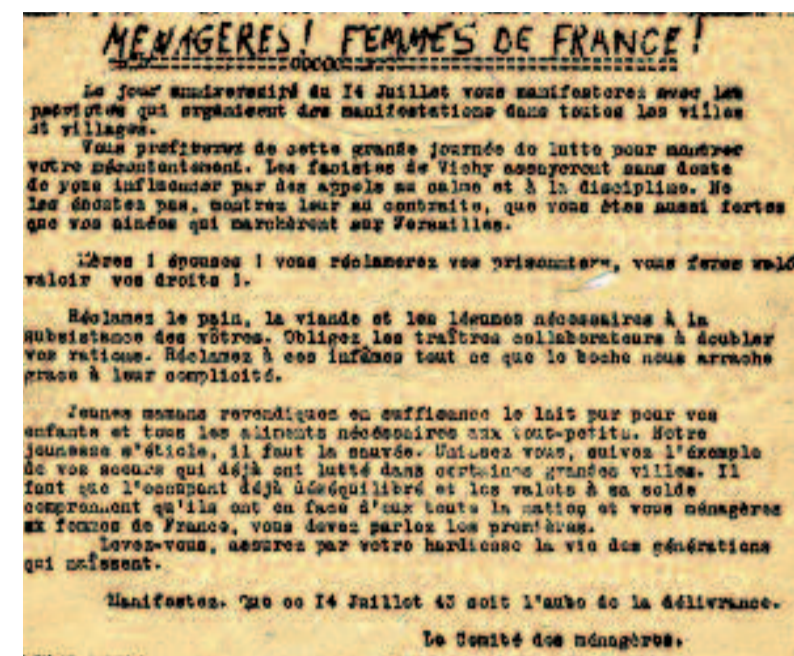 MENAGERES! FEMMES DE FRANCE!
Le jour anniversaire du I4 Juillet vous manifesterez avec les
patriotes qui organisent des manifestations dans toutes les villes
et villages.
Vous profiterez de cette grande journée de lutte pour montrer
votre mécontentement. Les facistes de Vichy essayeront sans doute
de vous influencer par des appels au calme et à la discipline. Ne
les écoutez pas, montrez leur au contraite, que vous êtes aussi fortes
que vos ainées qui marchèrent sur Versailles.
Mères ! épouses ! vous réclamerez vos prisonniers, vous ferez
valoir vos droits !.
Réclamez le pain, la viande et les légumes nécessaires à la
subsistance des vôtres. Obligez les traîtres collaborateurs à doubler
vos rations. Réclamez à ces infâmes tout ce que le boche nous arrache
grace à leur complicité.
Jeunes mamans revendiquez en suffisance le lait pur pour vos
enfants et tous les aliments nécéssaires aux tout-petits. Notre
jeunesse s'étiole, il faut la sauvée. Unissez vous, suivez l'éxemple
de vos soeurs qui déjà ont lutté dans certaines grandes villes. Il
faut que l'occupant déjà déséquilibré et les valets à sa solde
comprennent qu'ils ont en face d'eux toute la nation et vous ménagères
femmes de France, vous devez parlez les premières.
Levez-vous, assurez par votre hardiesse la vie des générations
qui naissent.
Manifestez. Que ce I4 Juillet 43 soit l'aube de la délivrance.
Le Comité des ménagères.